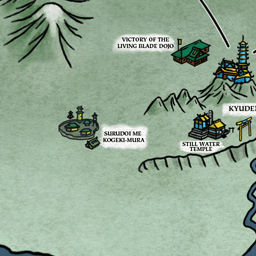 VICTORY OF THE
LIVING BLADE DOJO
KYUDE
SURUDOI ME
KOGEKI-MURA
STILL WATER
TEMPLE